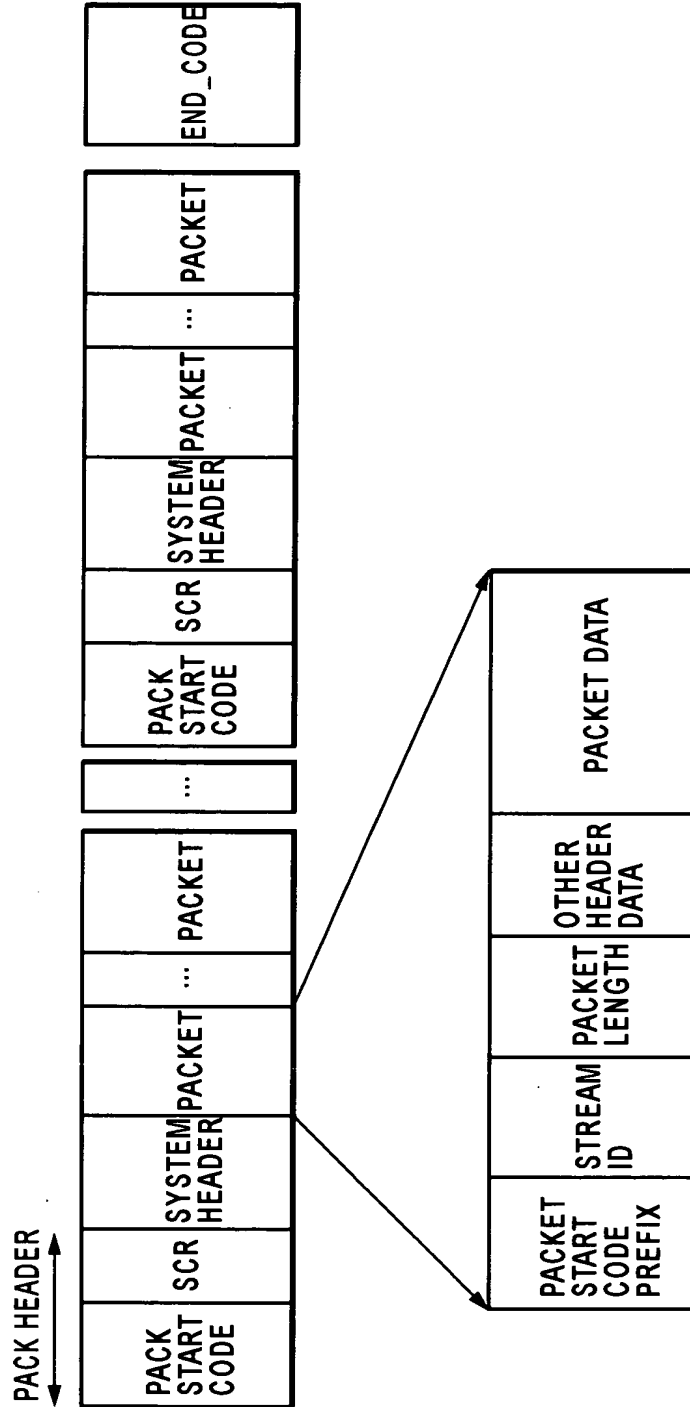 PACK HEADER
PACK
START
CODE
SCR
SYSTEM
HEADER
PACKET
...
PACKET
...
PACK
START
CODE
SCR
SYSTEM
HEADER
PACKET
...
PACKET
END_CODE
PACKET
START
CODE
PREFIX
STREAM
ID
PACKET
LENGTH
OTHER
HEADER
DATA
PACKET DATA